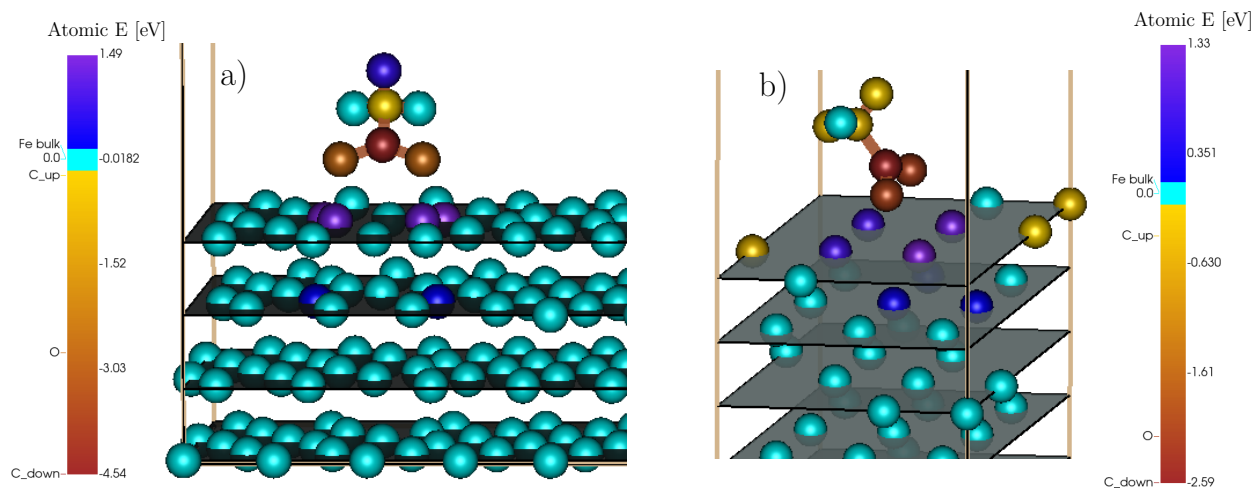 Atomic E [eV]
1.49
Fe bulk
0.0
-0.0182
C_up
-1.52
O
-3.03
C_down
-4.54
a)
b)
Atomic E [eV]
1.33
0.351
Fe bulk
0.0
C_up
-0.630
-1.61
O
C_down
-2.59